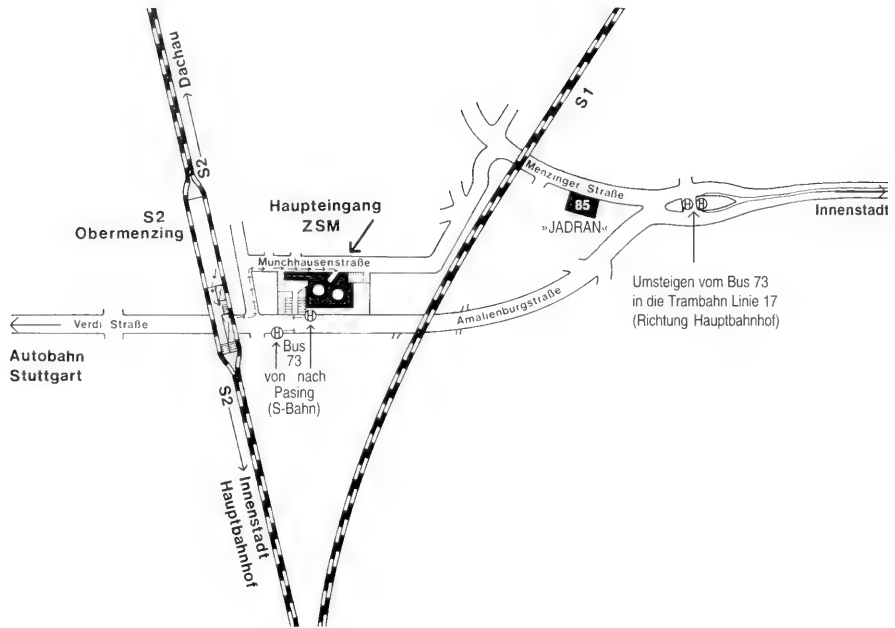 Dachau
S2
S1
Menzinger Straße
85
»JADRAN«
Innenstadt
Haupteingang
ZSM
S2
Obermenzing
Munchhausenstraße
Umsteigen vom Bus 73
in die Trambahn Linie 17
(Richtung Hauptbahnhof)
H H
Amalienburgstraße
Verdi Straße
H
H
Autobahn
Stuttgart
Bus
73
von nach
Pasing
(S-Bahn)
S2
Innenstadt
Hauptbahnhof